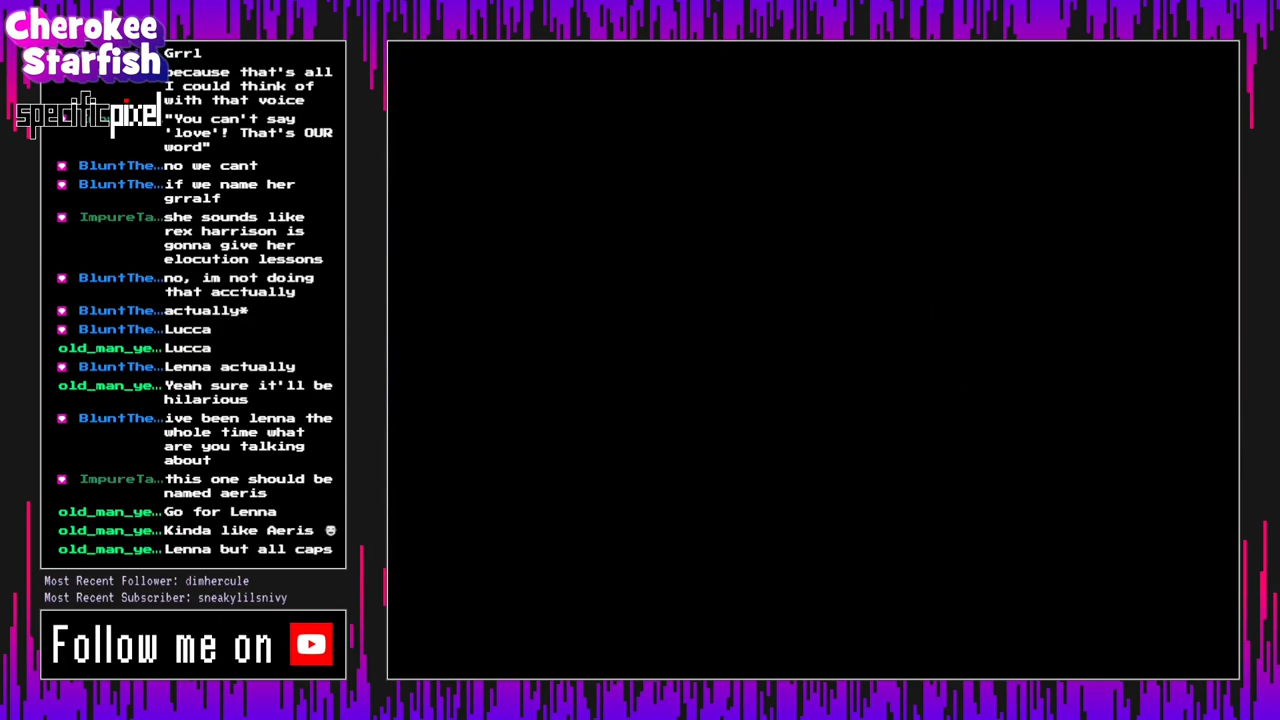 Cherokee
Starfish
specificpixel
Grrl
because that's all
I could think of
with that voice
"You can't say
'love'! That's OUR
word"
BluntThe… no we cant
BluntThe… if we name her
grralf
ImpureTa… she sounds like
rex harrison is
gonna give her
elocution lessons
BluntThe… no, im not doing
that acctually
BluntThe… actually*
BluntThe… Lucca
old_man_ye… Lucca
BluntThe… Lenna actually
old_man_ye… Yeah sure it'll be
hilarious
BluntThe… ive been lenna the
whole time what
are you talking
about
ImpureTa… this one should be
named aeris
old_man_ye… Go for Lenna
old_man_ye… Kinda like Aeris
old_man_ye… Lenna but all caps
Most Recent Follower: dimhercule
Most Recent Subscriber: sneakylilsnivy
Follow me on